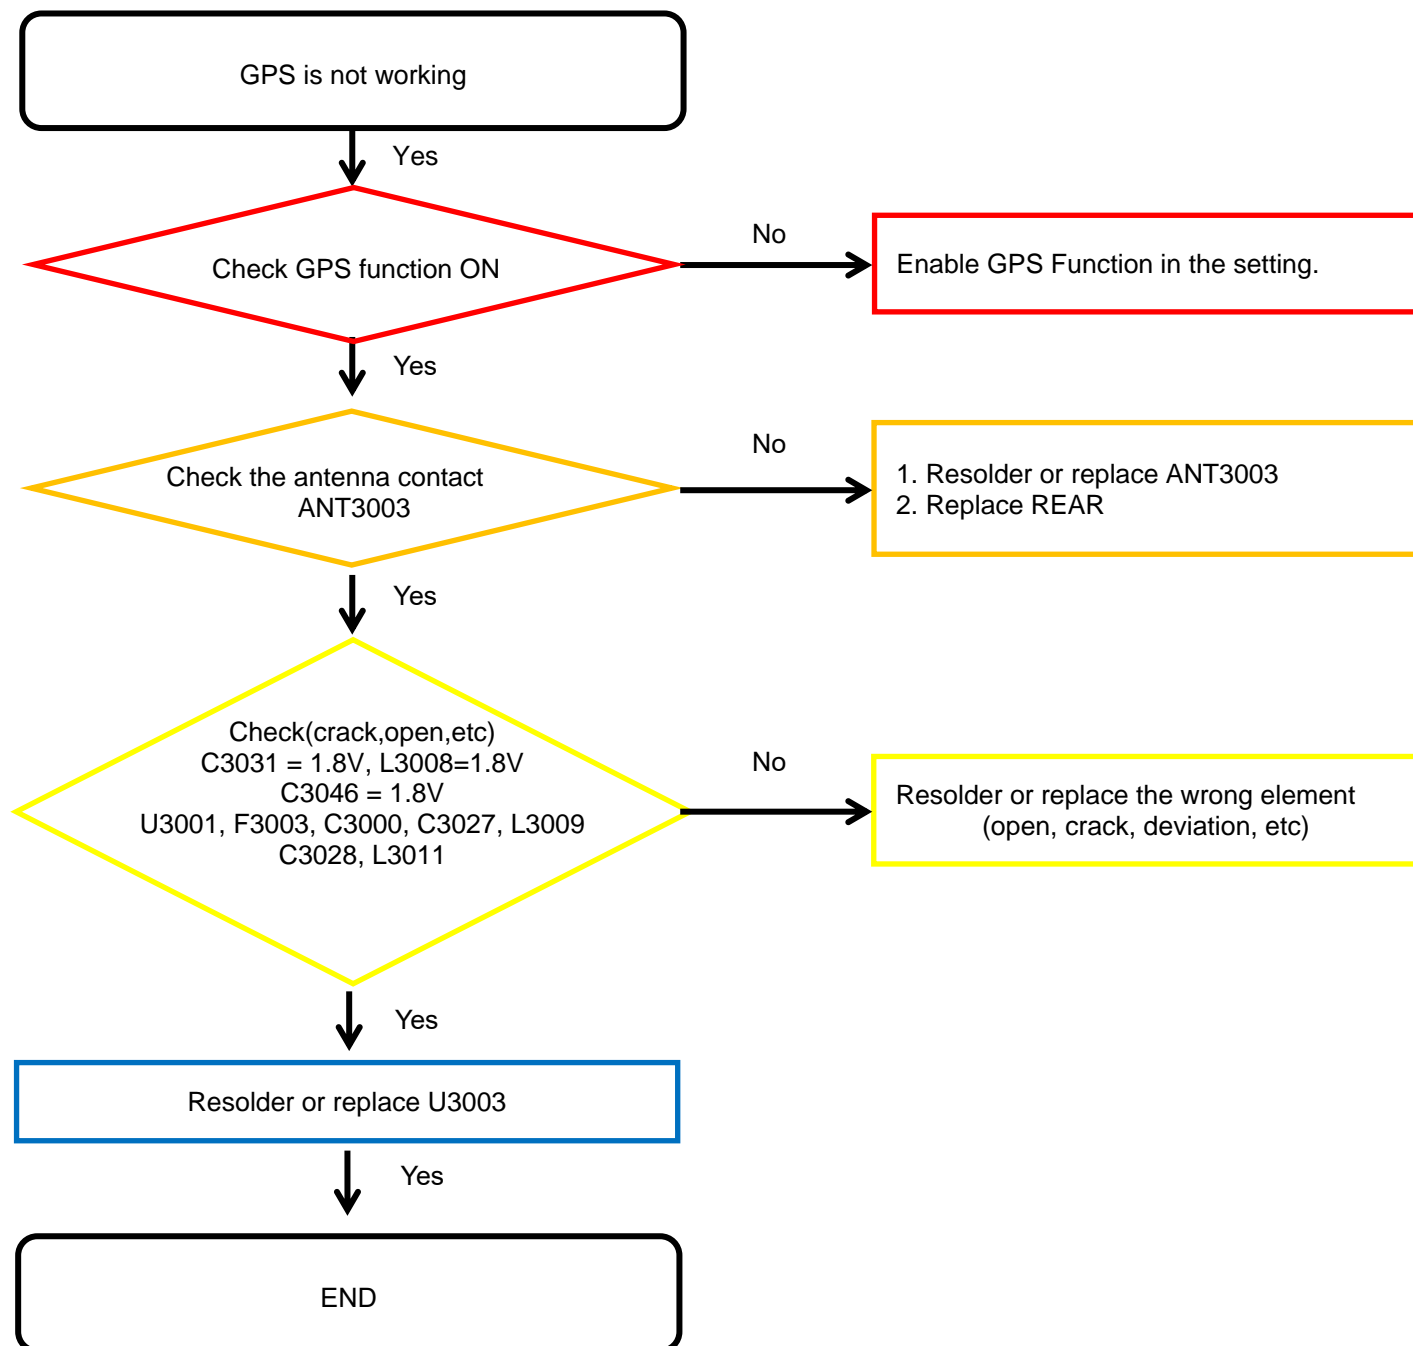 GPS is not working
Yes
Check GPS function ON
No
Enable GPS Function in the setting.
Yes
Check the antenna contact
ANT3003
No
1. Resolder or replace ANT3003
2. Replace REAR
Yes
Check(crack,open,etc)
C3031 = 1.8V, L3008=1.8V
C3046 = 1.8V
U3001, F3003, C3000, C3027, L3009
C3028, L3011
No
Resolder or replace the wrong element
(open, crack, deviation, etc)
Yes
Resolder or replace U3003
Yes
END